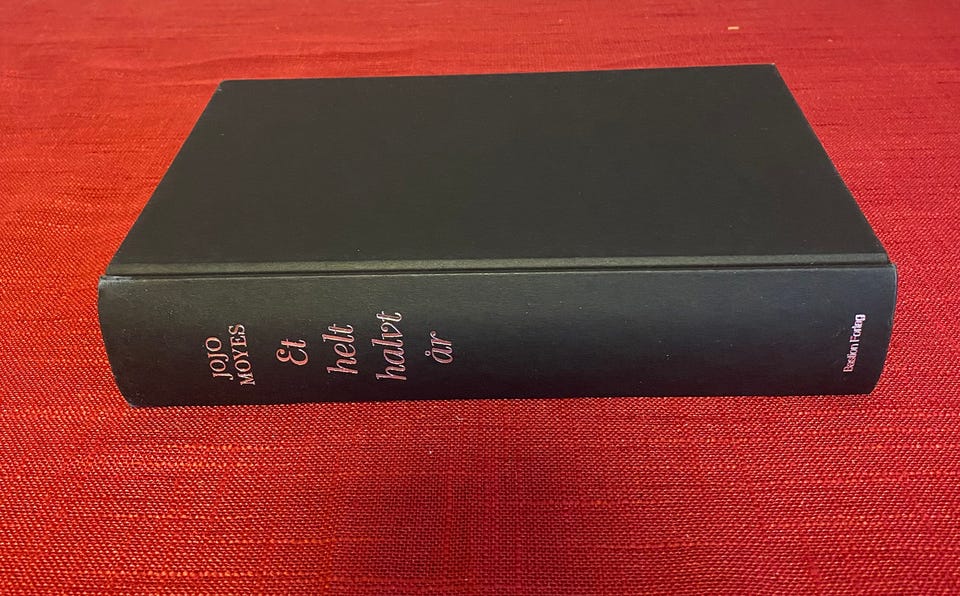 JOJO
MOYES
Et
helt
halvt
år
Bastion Forlag